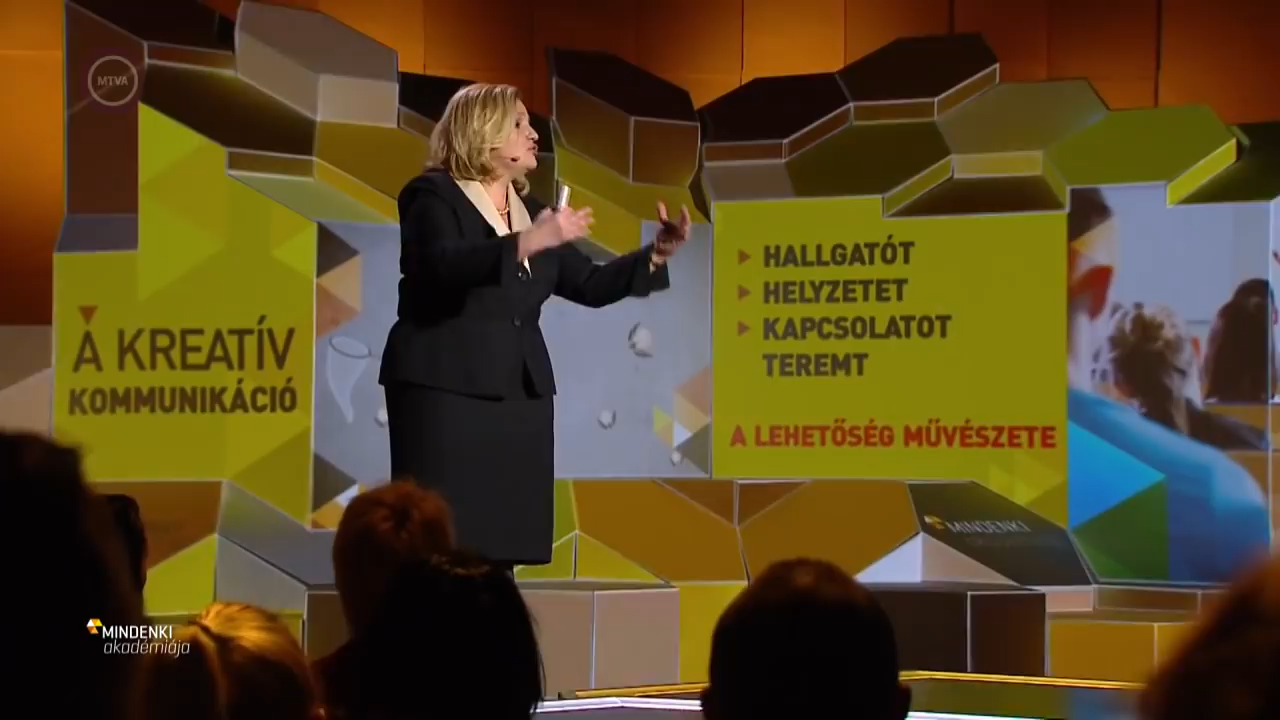 MTVA
A KREATÍV
KOMMUNIKÁCIÓ
HALLGATÓT
HELYZETET
KAPCSOLATOT
TEREMT
A LEHETŐSÉG MŰVÉSZETE
MINDENKI
MINDENKI
akadémiája